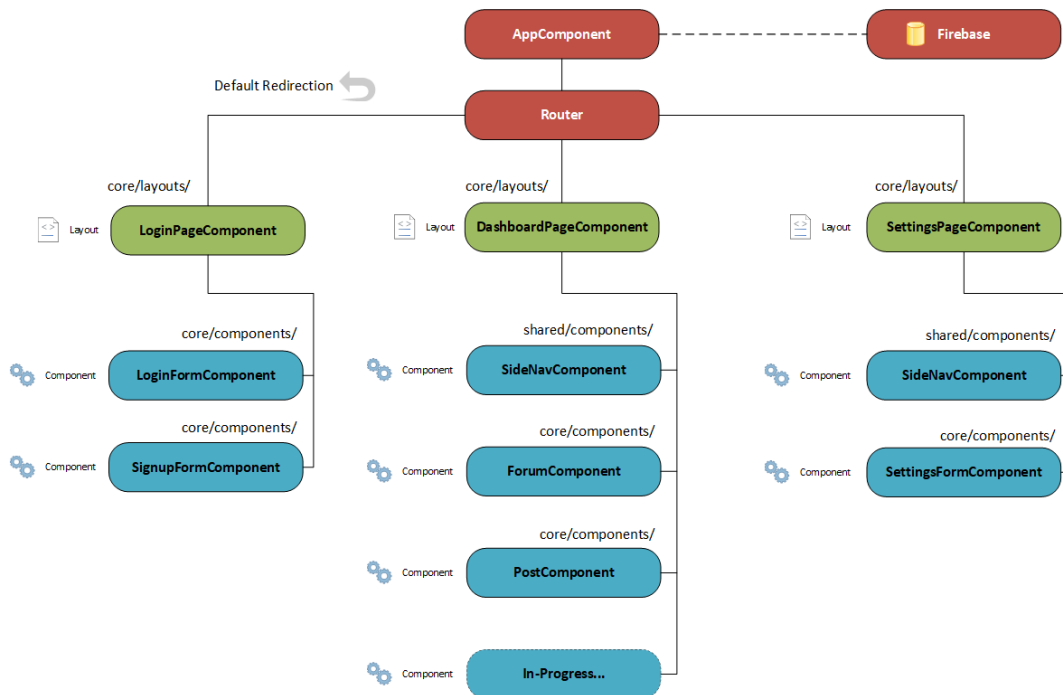 AppComponent
Firebase
Default Redirection
Router
core/layouts/
core/layouts/
core/layouts/
Layout
LoginPageComponent
Layout
DashboardPageComponent
Layout
SettingsPageComponent
core/components/
shared/components/
shared/components/
Component
LoginFormComponent
Component
SideNavComponent
Component
SideNavComponent
core/components/
core/components/
core/components/
Component
SignupFormComponent
Component
ForumComponent
Component
SettingsFormComponent
core/components/
Component
PostComponent
Component
In-Progress...